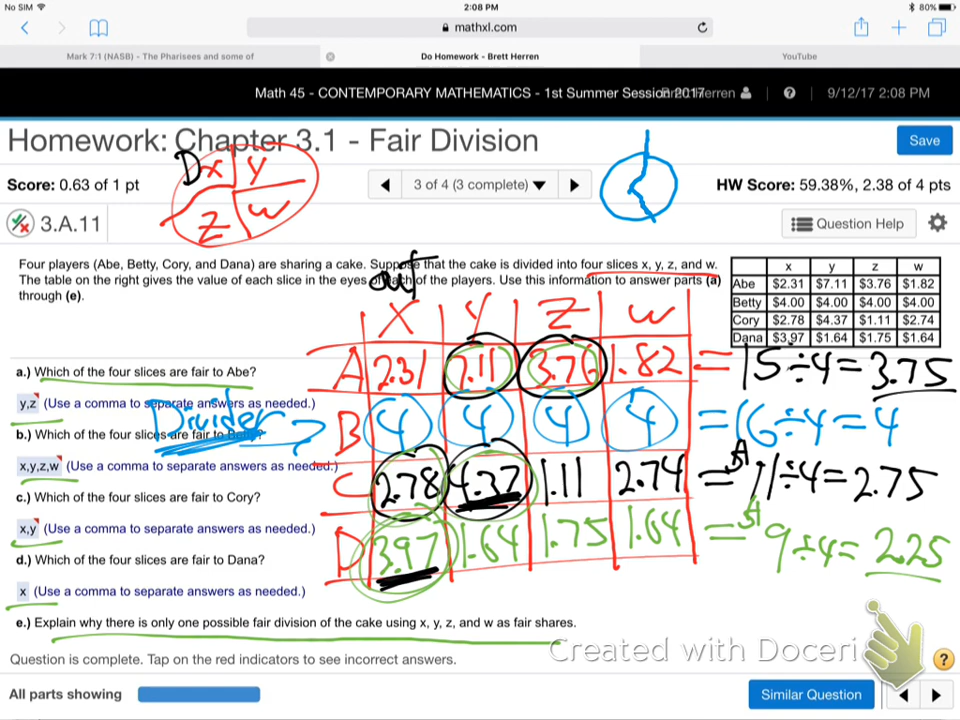 No SIM
2:08 PM
80%
mathxl.com
Mark 7:1 (NASB) - The Pharisees and some of
Do Homework - Brett Herren
YouTube
Math 45 - CONTEMPORARY MATHEMATICS - 1st Summer Session 2017
Herren
9/12/17 2:08 PM
Homework: Chapter 3.1 - Fair Division
Save
D x y
z w
Score: 0.63 of 1 pt
3 of 4 (3 complete)
HW Score: 59.38%, 2.38 of 4 pts
3.A.11
Question Help
Four players (Abe, Betty, Cory, and Dana) are sharing a cake. Suppose that the cake is divided into four slices x, y, z, and w.
The table on the right gives the value of each slice in the eyes of each of the players. Use this information to answer parts (a)
through (e).
out
x y z w
Abe $2.31 $7.11 $3.76 $1.82
Betty $4.00 $4.00 $4.00 $4.00
Cory $2.78 $4.37 $1.11 $2.74
Dana $3.97 $1.64 $1.75 $1.64
X Y Z W
A 2.31 7.11 3.76 1.82 = 15÷4= 3.75
B 4 4 4 4 = 16÷4 = 4
C 2.78 4.37 1.11 2.74 = 11÷4= 2.75
D 3.97 1.64 1.75 1.64 = 9÷4= 2.25
a.) Which of the four slices are fair to Abe?
y,z (Use a comma to separate answers as needed.)
Divider
b.) Which of the four slices are fair to Betty?
x,y,z,w (Use a comma to separate answers as needed.)
c.) Which of the four slices are fair to Cory?
x,y (Use a comma to separate answers as needed.)
d.) Which of the four slices are fair to Dana?
x (Use a comma to separate answers as needed.)
e.) Explain why there is only one possible fair division of the cake using x, y, z, and w as fair shares.
Created with Doceri
Question is complete. Tap on the red indicators to see incorrect answers.
?
All parts showing
Similar Question